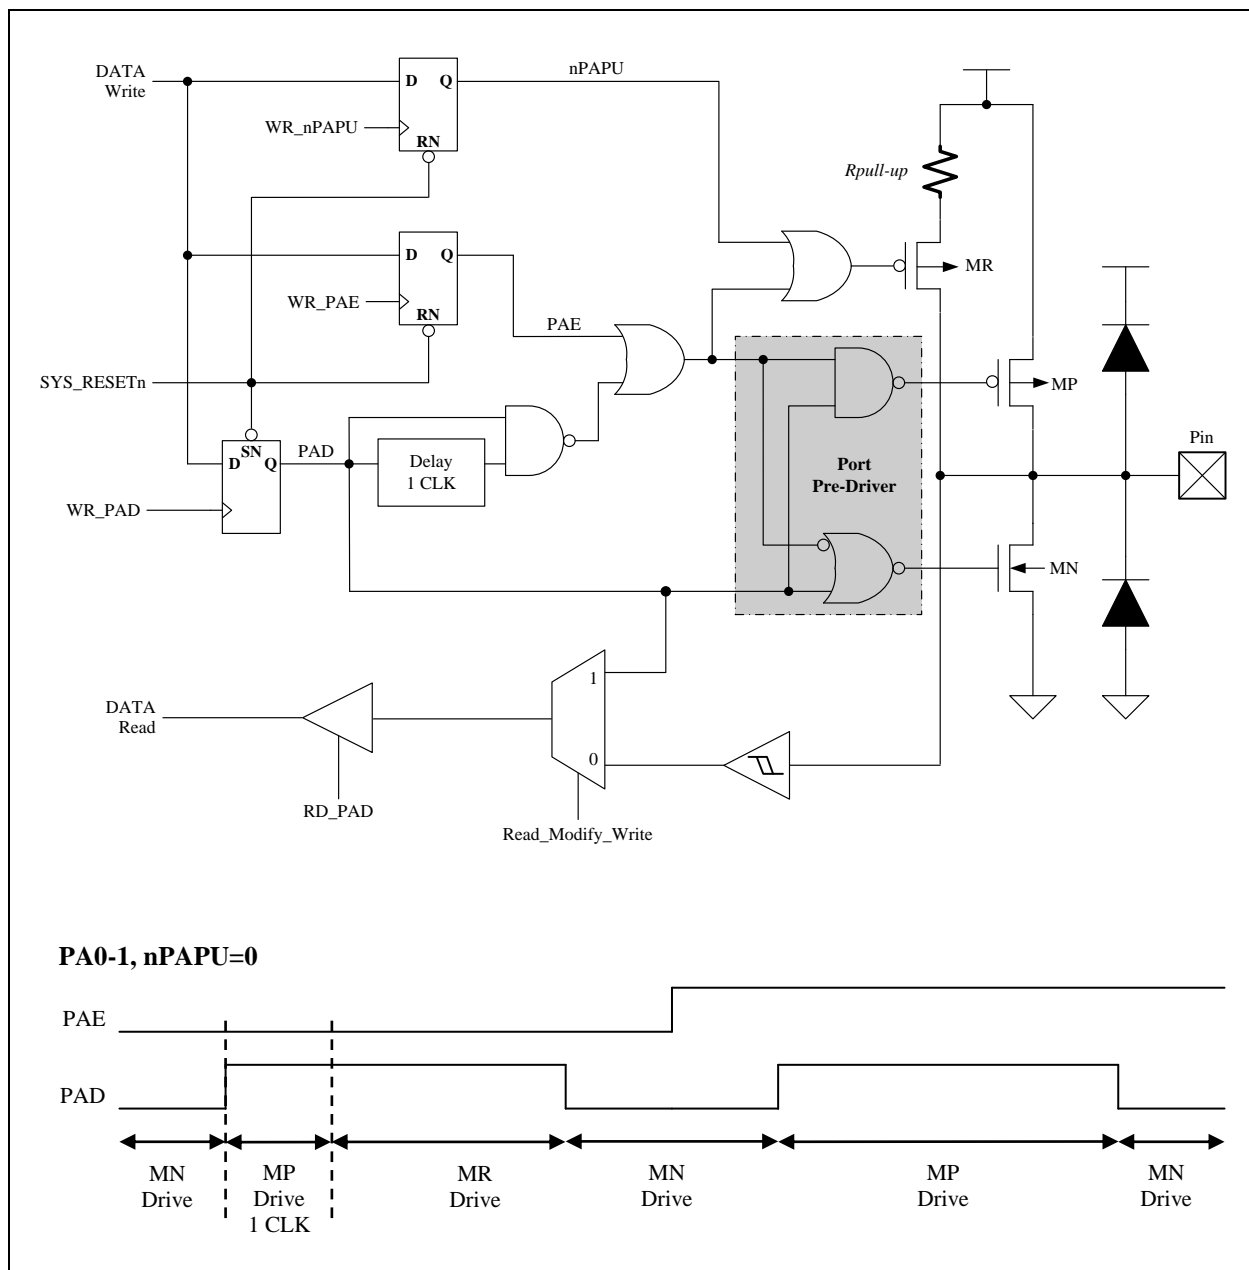 DATA
Write
D
Q
nPAPU
WR_nPAPU
RN
Rpull-up
D
Q
MR
WR_PAE
RN
PAE
SYS_RESETn
MP
SN
D
Q
PAD
Delay
1 CLK
Port
Pre-Driver
Pin
WR_PAD
MN
1
DATA
Read
0
RD_PAD
Read_Modify_Write
PA0-1, nPAPU=0
PAE
PAD
MN
Drive
MP
Drive
1 CLK
MR
Drive
MN
Drive
MP
Drive
MN
Drive